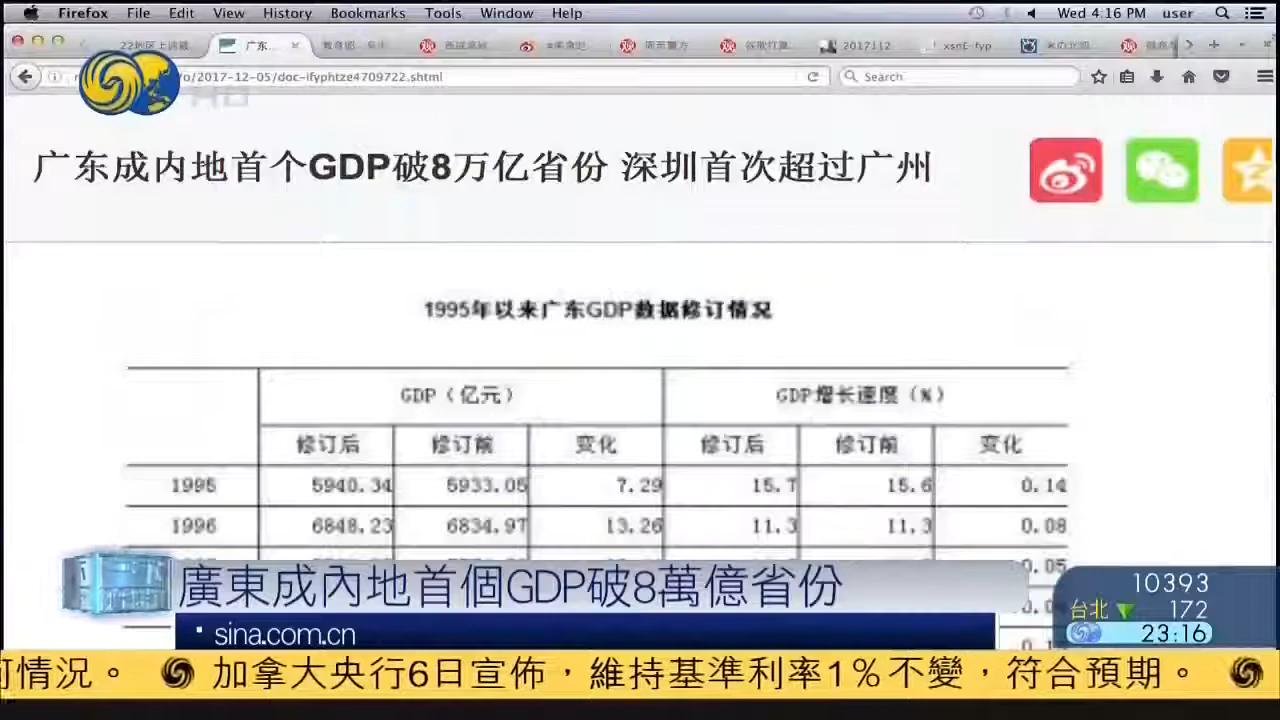 Firefox File Edit View History Bookmarks Tools Window Help Wed 4:16 PM user
广东... 2017112 xsnE-fyp
/2017-12-05/doc-ifyphtze4709722.shtml Search
广东成内地首个GDP破8万亿省份 深圳首次超过广州
1995年以来广东GDP数据修订情况
GDP（亿元） GDP增长速度（%）
修订后 修订前 变化 修订后 修订前 变化
1995 5940.34 5933.05 7.29 15.7 15.6 0.14
1996 6848.23 6834.97 13.26 11.3 11.3 0.08
0.05
廣東成內地首個GDP破8萬億省份
10393
台北 172
sina.com.cn
23:16
情況。 加拿大央行6日宣佈，維持基準利率1％不變，符合預期。